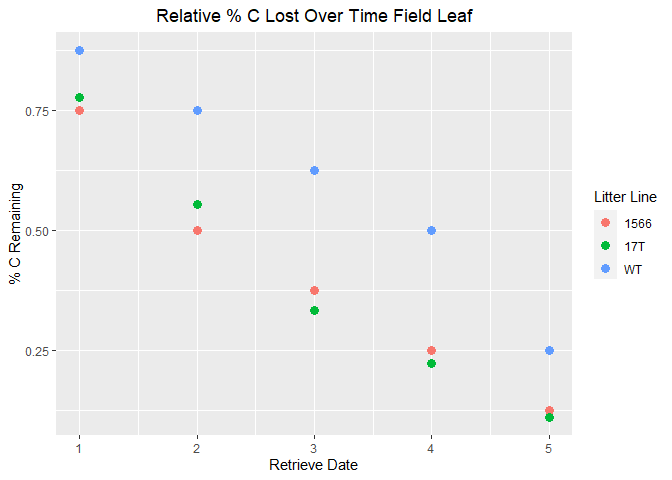 Relative % C Lost Over Time Field Leaf
% C Remaining
0.75
0.50
0.25
1 2 3 4 5
Retrieve Date
Litter Line
1566
17T
WT